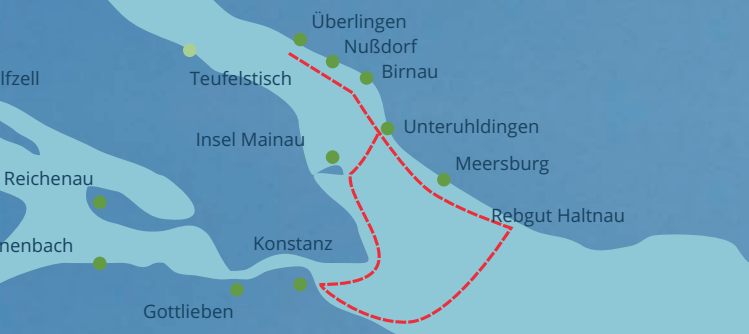 Überlingen
Nußdorf
Birnau
lfzell
Teufelstisch
Unteruhldingen
Insel Mainau
Meersburg
Reichenau
Rebgut Haltnau
nenbach
Konstanz
Gottlieben